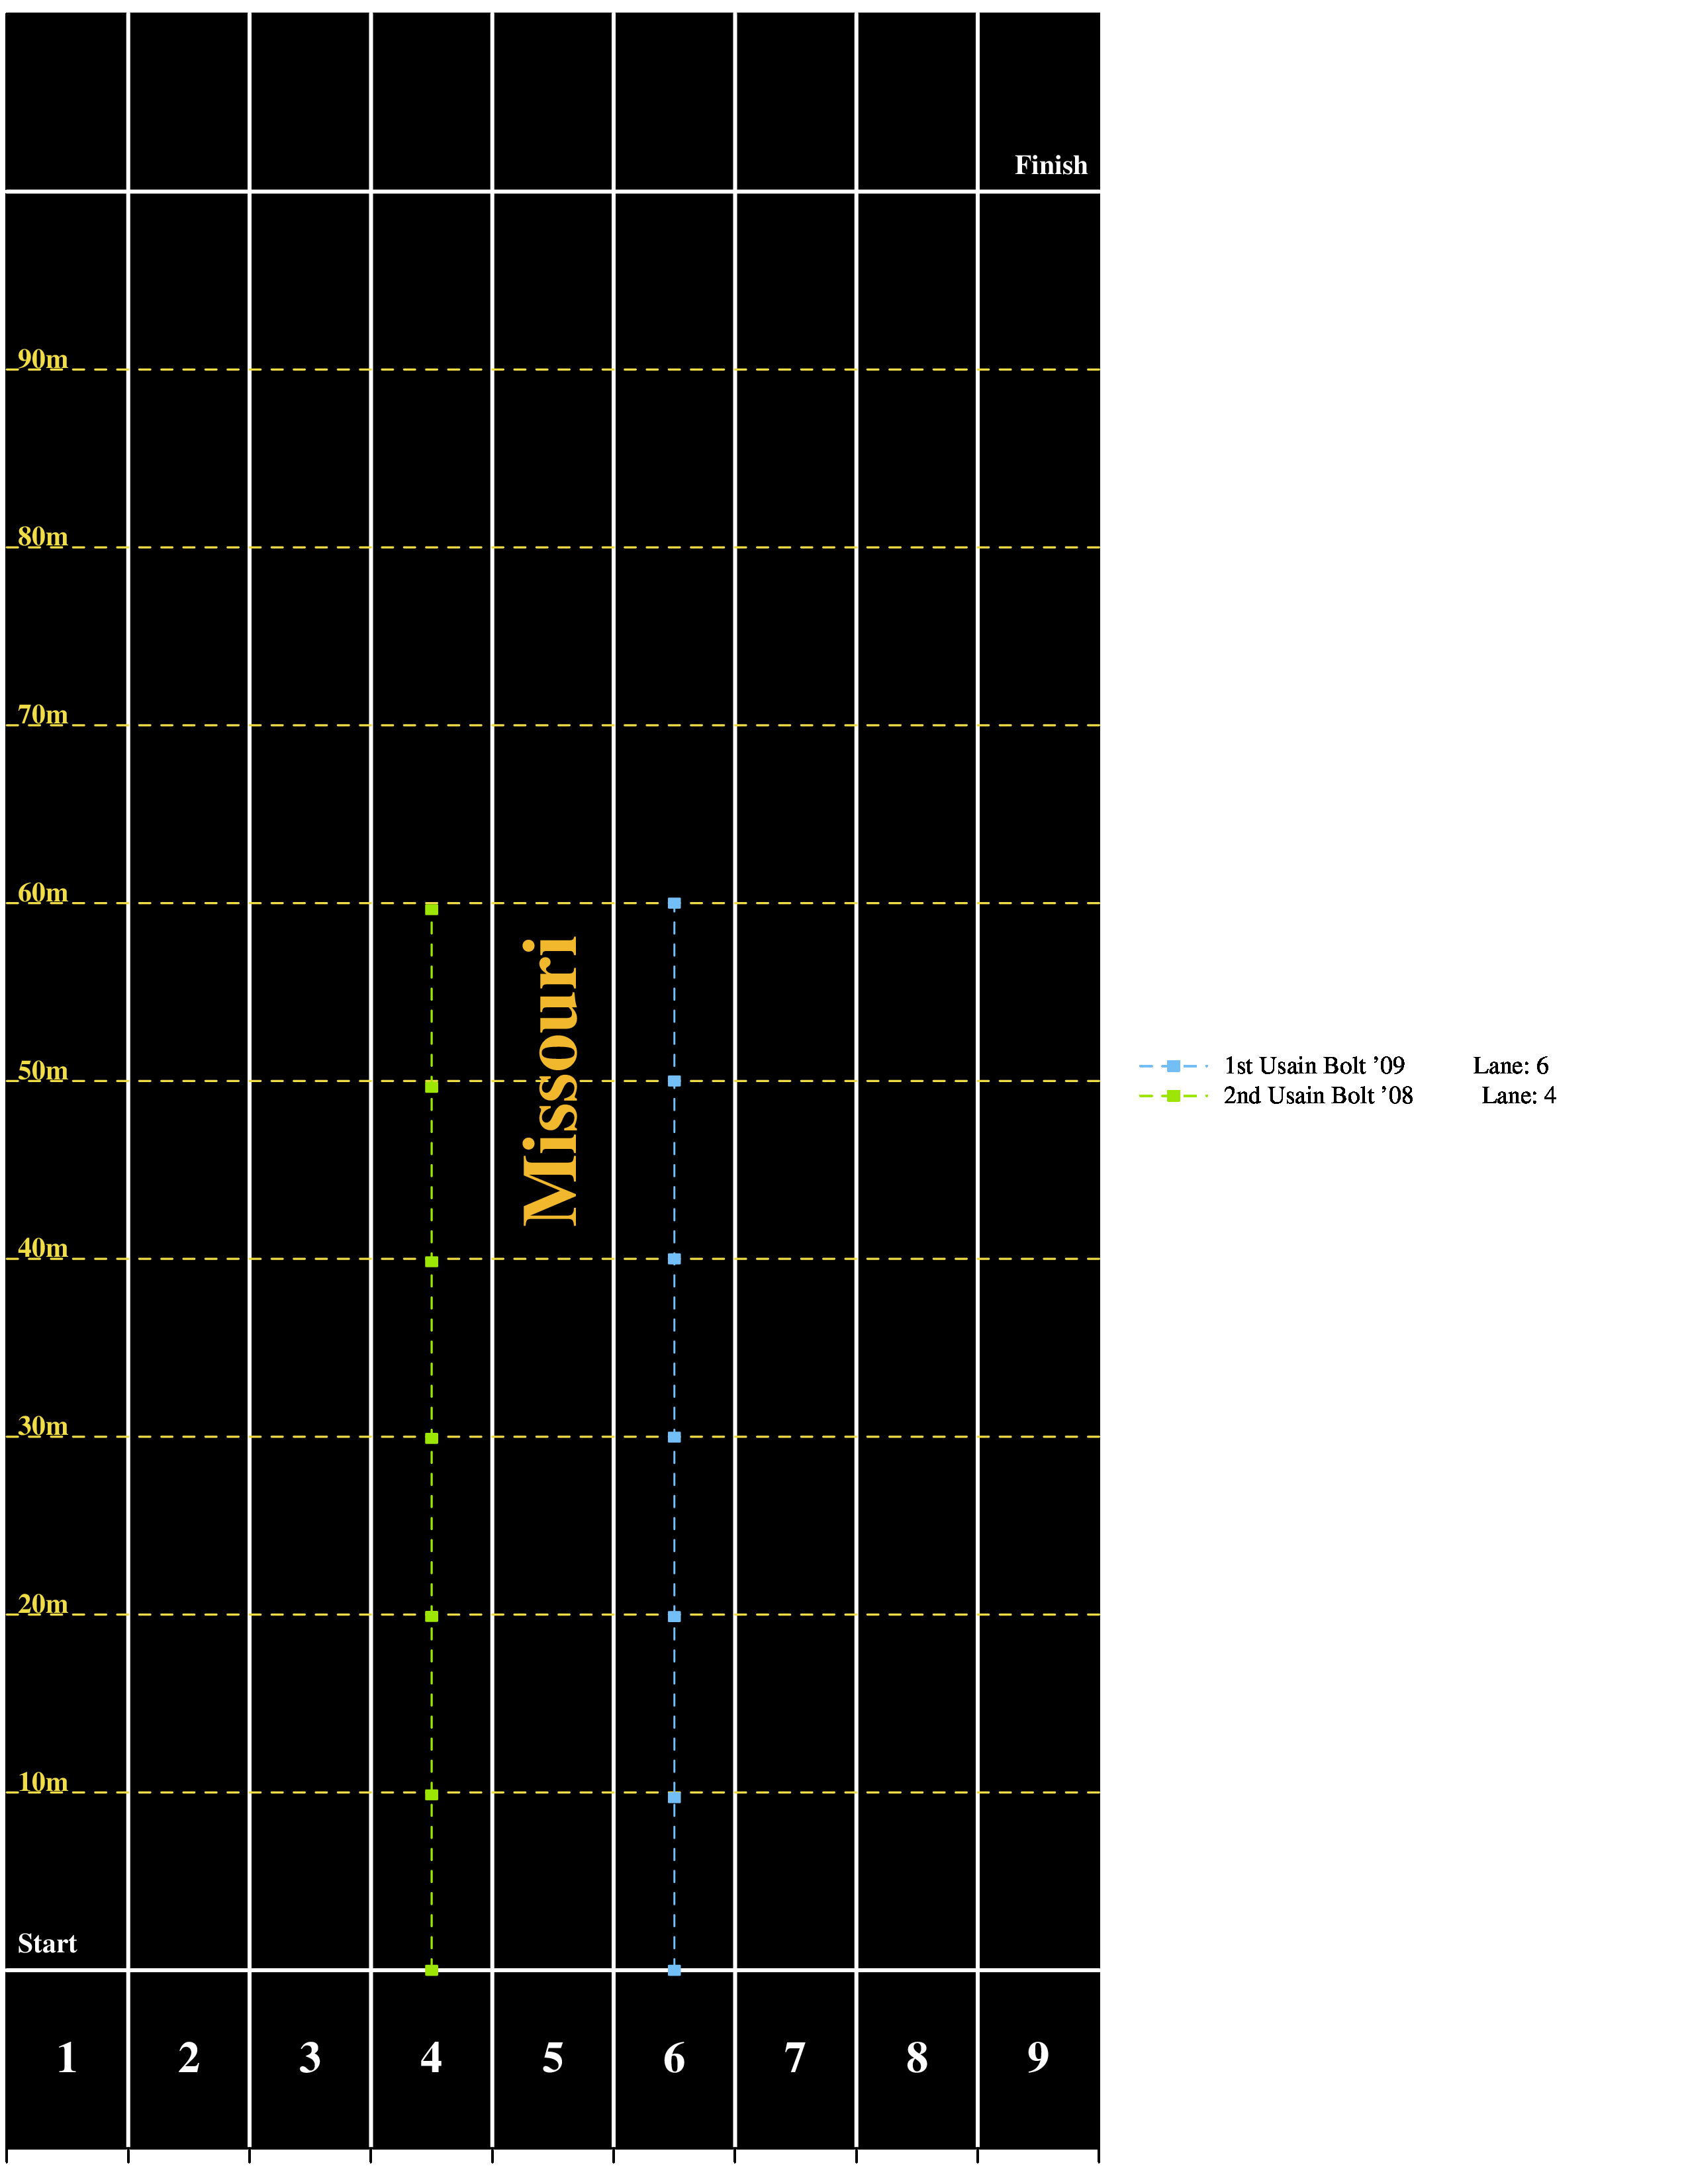 Finish
90m
80m
70m
60m
Missouri
50m
40m
30m
20m
10m
Start
1 2 3 4 5 6 7 8 9
1st Usain Bolt ’09 Lane: 6
2nd Usain Bolt ’08 Lane: 4